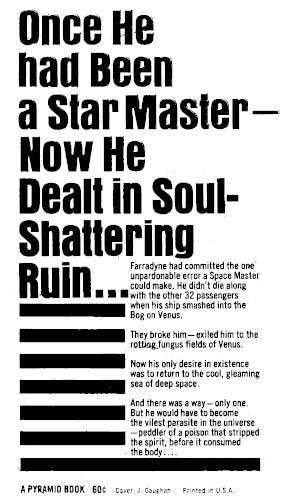 Once He
had Been
a Star Master—
Now He
Dealt in Soul-
Shattering
Ruin...
Farradyne had committed the one
unpardonable error a Space Master
could make. He didn't die along
with the other 32 passengers
when his ship smashed into the
Bog on Venus.
They broke him—exiled him to the
rotting fungus fields of Venus.
Now his only desire in existence
was to return to the cool, gleaming
sea of deep space.
And there was a way—only one.
But he would have to become
the vilest parasite in the universe
—peddler of a poison that stripped
the spirit, before it consumed
the body....
A PYRAMID BOOK 60¢ Cover: J. Gaughan Printed in U.S.A.